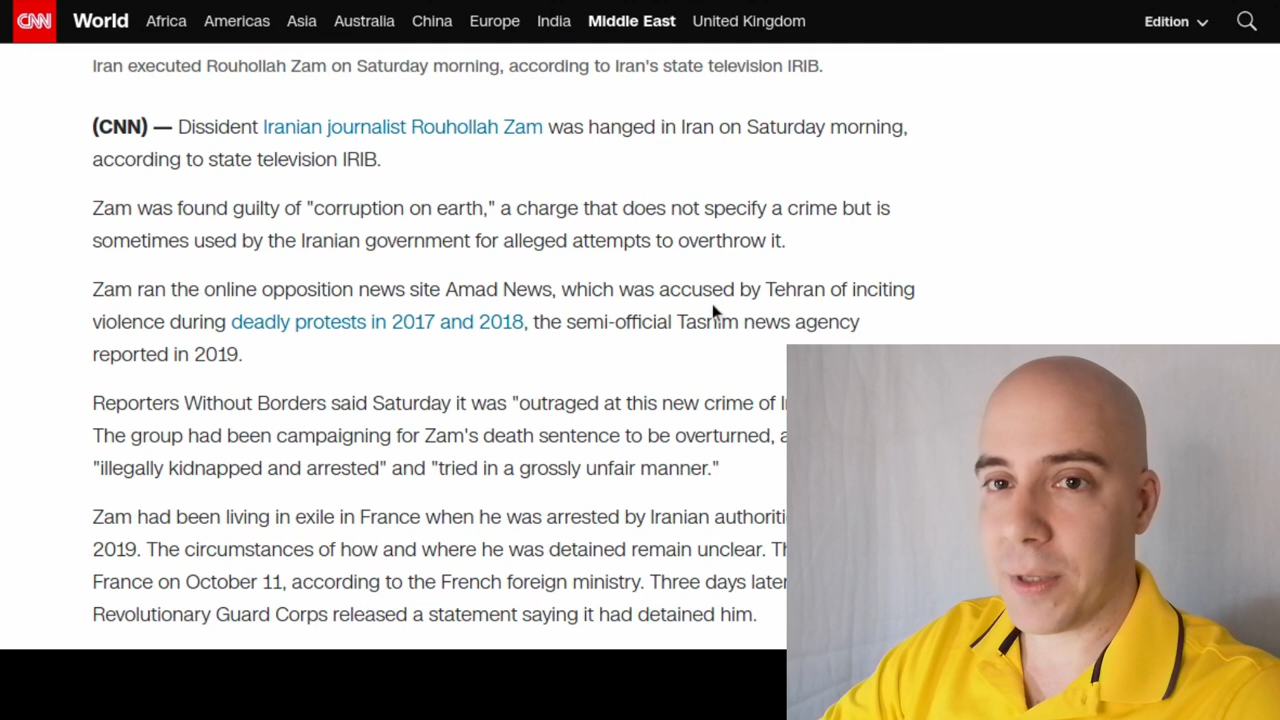 CNN World Africa Americas Asia Australia China Europe India Middle East United Kingdom Edition
Iran executed Rouhollah Zam on Saturday morning, according to Iran's state television IRIB.
(CNN) — Dissident Iranian journalist Rouhollah Zam was hanged in Iran on Saturday morning,
according to state television IRIB.
Zam was found guilty of "corruption on earth," a charge that does not specify a crime but is
sometimes used by the Iranian government for alleged attempts to overthrow it.
Zam ran the online opposition news site Amad News, which was accused by Tehran of inciting
violence during deadly protests in 2017 and 2018, the semi-official Tasnim news agency
reported in 2019.
Reporters Without Borders said Saturday it was "outraged at this new crime of
The group had been campaigning for Zam's death sentence to be overturned,
"illegally kidnapped and arrested" and "tried in a grossly unfair manner."
Zam had been living in exile in France when he was arrested by Iranian
2019. The circumstances of how and where he was detained remain unclear.
France on October 11, according to the French foreign ministry. Three days later
Revolutionary Guard Corps released a statement saying it had detained him.